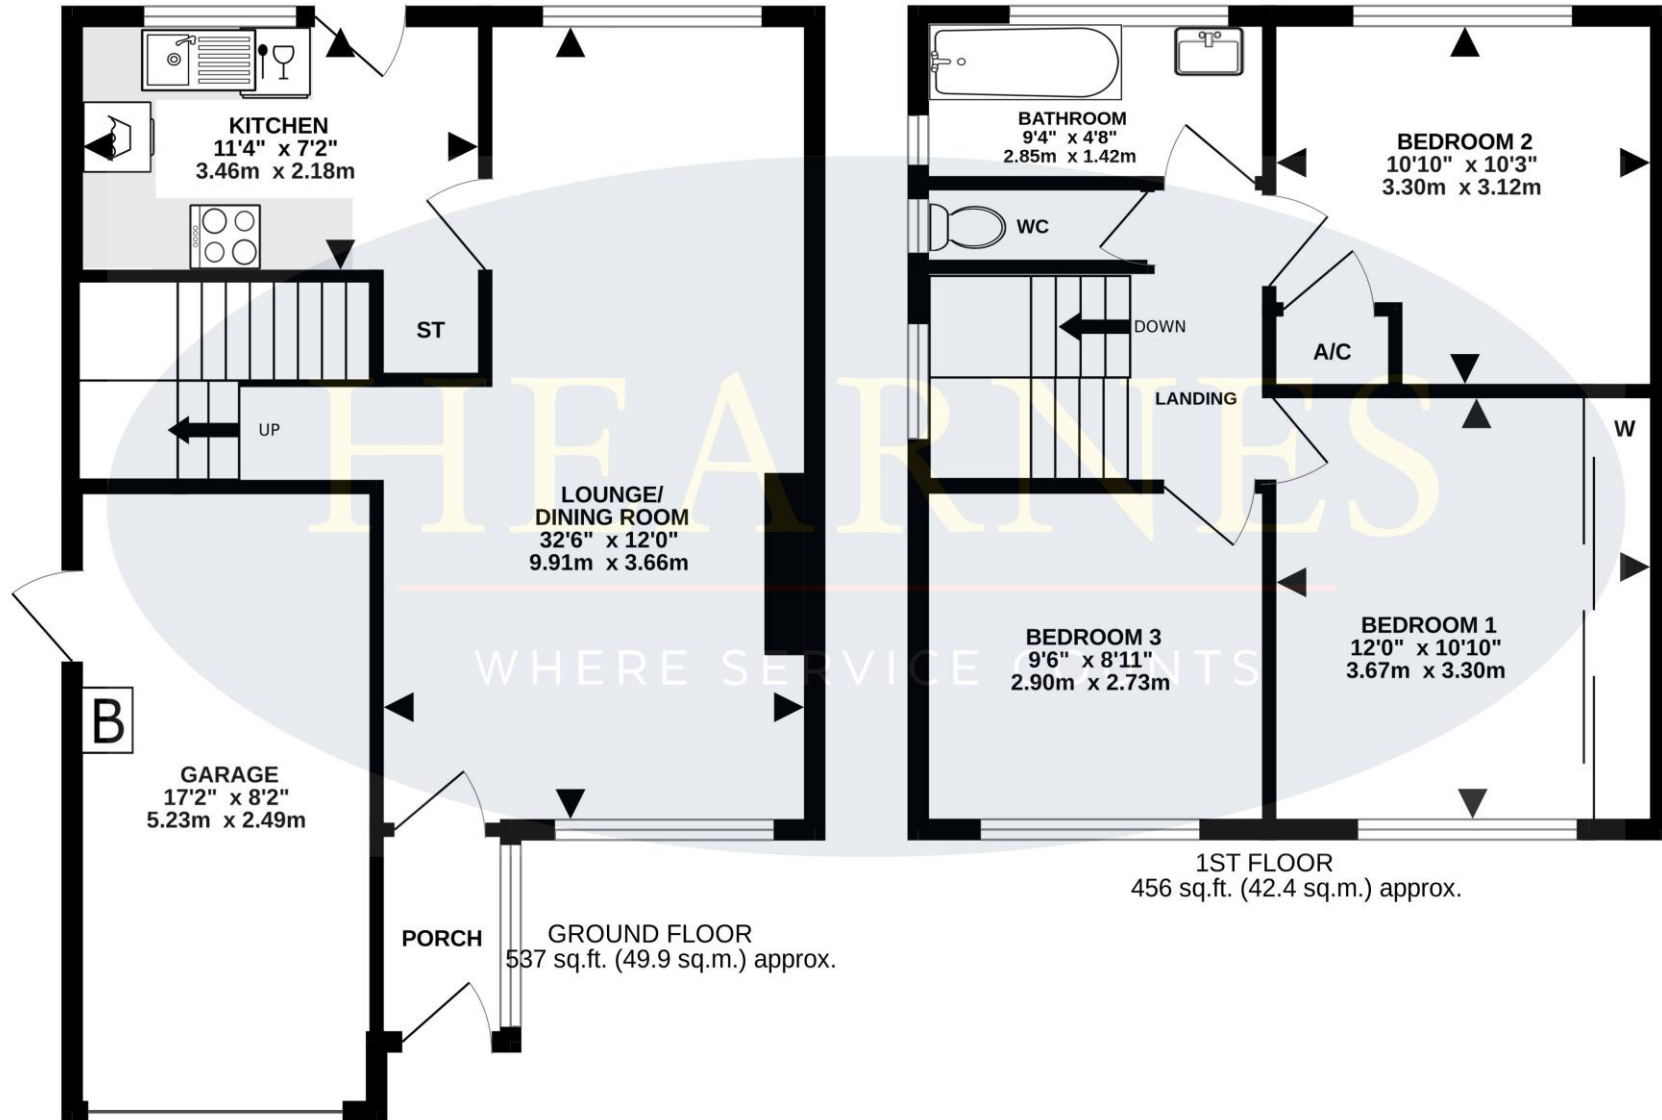 KITCHEN
11'4" x 7'2"
3.46m x 2.18m
ST
UP
LOUNGE/
DINING ROOM
32'6" x 12'0"
9.91m x 3.66m
B
GARAGE
17'2" x 8'2"
5.23m x 2.49m
PORCH
GROUND FLOOR
537 sq.ft. (49.9 sq.m.) approx.
BATHROOM
9'4" x 4'8"
2.85m x 1.42m
WC
DOWN
LANDING
BEDROOM 2
10'10" x 10'3"
3.30m x 3.12m
A/C
W
BEDROOM 3
9'6" x 8'11"
2.90m x 2.73m
BEDROOM 1
12'0" x 10'10"
3.67m x 3.30m
1ST FLOOR
456 sq.ft. (42.4 sq.m.) approx.
HEARNES
WHERE SERVICE COUNTS